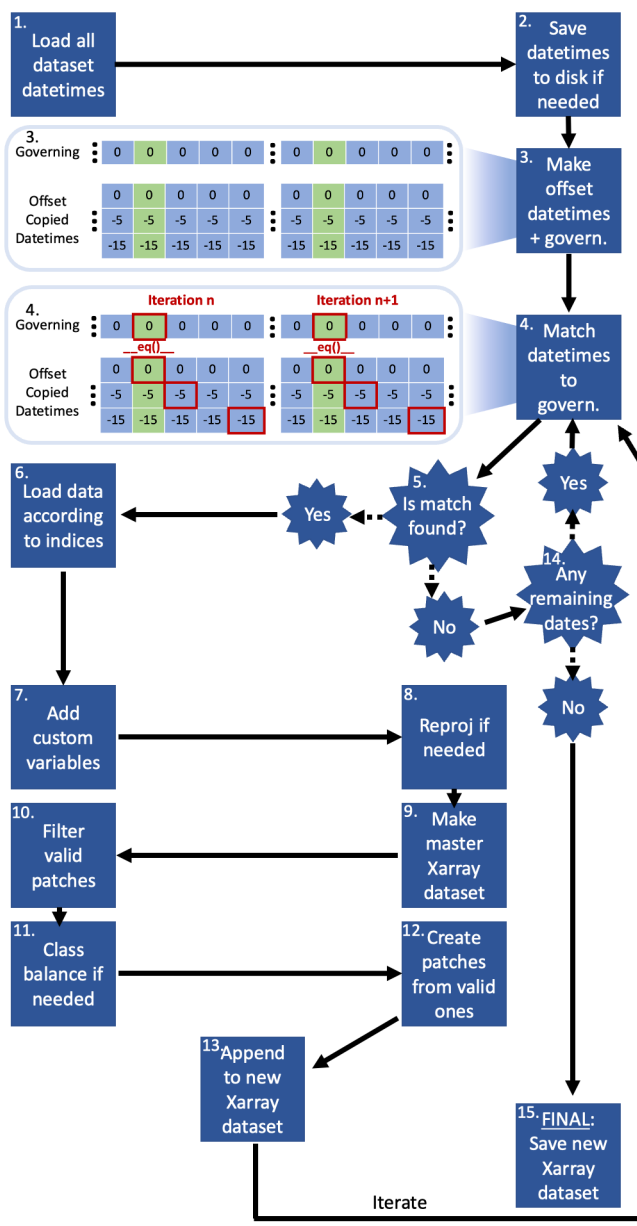 1.
Load all
dataset
datetimes
2.
Save
datetimes
to disk if
needed
3.
Governing
0 0 0 0 0 0 0 0 0 0
Offset
Copied
Datetimes
0 0 0 0 0 0 0 0 0 0
-5 -5 -5 -5 -5 -5 -5 -5 -5 -5
-15 -15 -15 -15 -15 -15 -15 -15 -15 -15
3.
Make
offset
datetimes
+ govern.
4.
Iteration n
Iteration n+1
Governing
0 0 0 0 0 0 0 0 0 0
__eq()__
__eq()__
Offset
Copied
Datetimes
0 0 0 0 0 0 0 0 0 0
-5 -5 -5 -5 -5 -5 -5 -5 -5 -5
-15 -15 -15 -15 -15 -15 -15 -15 -15 -15
4.
Match
datetimes
to
govern.
5.
Is match
found?
Yes
No
6.
Load data
according
to indices
Yes
14.
Any
remaining
dates?
No
7.
Add
custom
variables
8.
Reproj if
needed
9.
Make
master
Xarray
dataset
10.
Filter
valid
patches
11.
Class
balance if
needed
12.
Create
patches
from valid
ones
13.
Append
to new
Xarray
dataset
15.
FINAL:
Save new
Xarray
dataset
Iterate